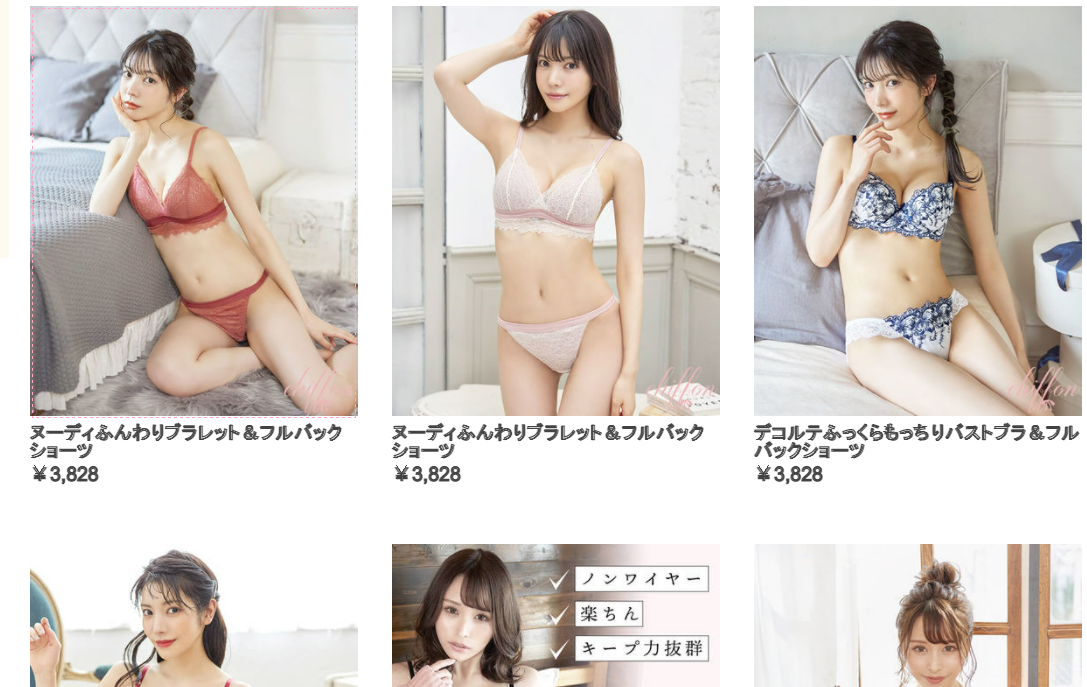 chiffon
chiffon
chiffon
ヌーディふんわりブラレット＆フルバック
ショーツ
￥3,828
ヌーディふんわりブラレット＆フルバック
ショーツ
￥3,828
デコルテふっくらもっちりバストブラ＆フル
バックショーツ
￥3,828
ノンワイヤー
楽ちん
キープ力抜群